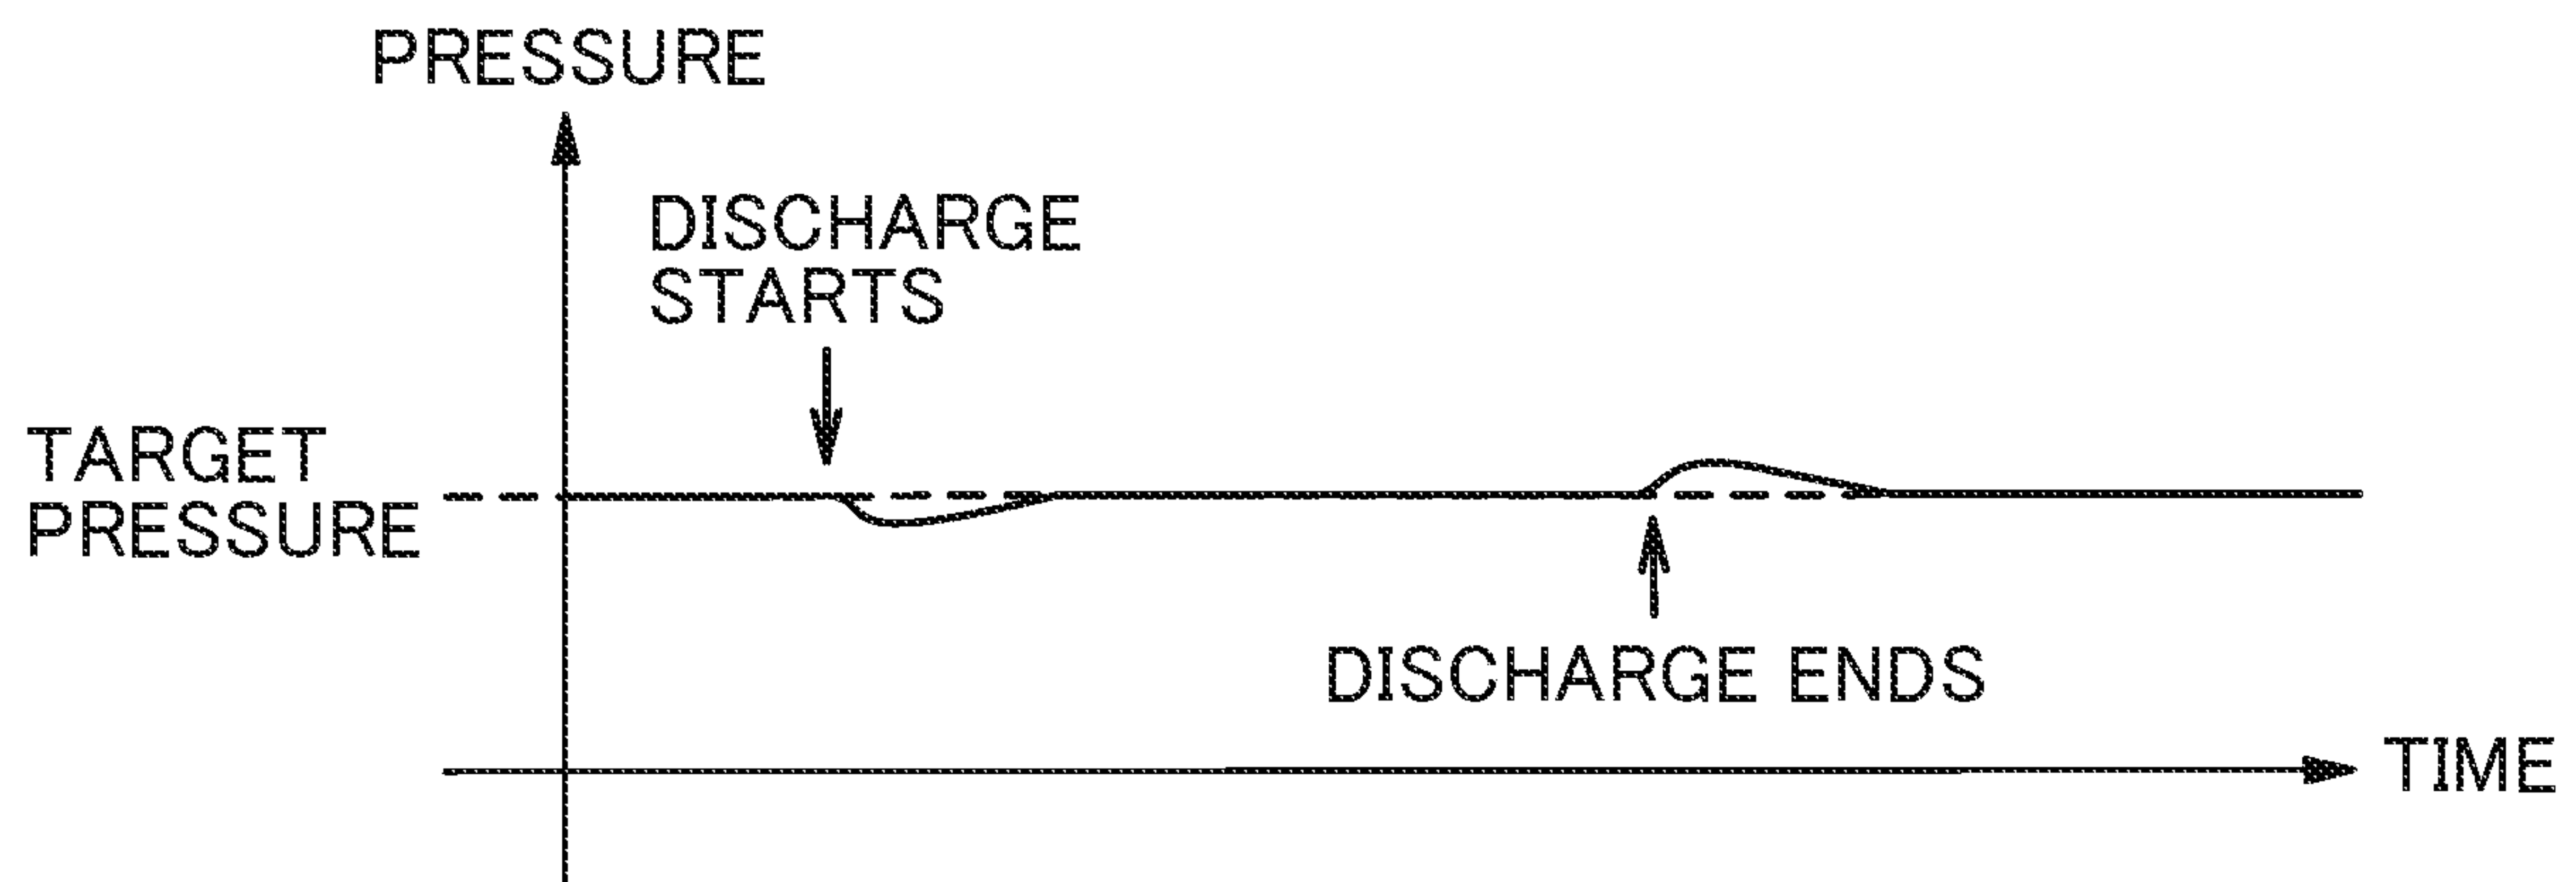 PRESSURE
DISCHARGE
STARTS
TARGET
PRESSURE
DISCHARGE ENDS
TIME